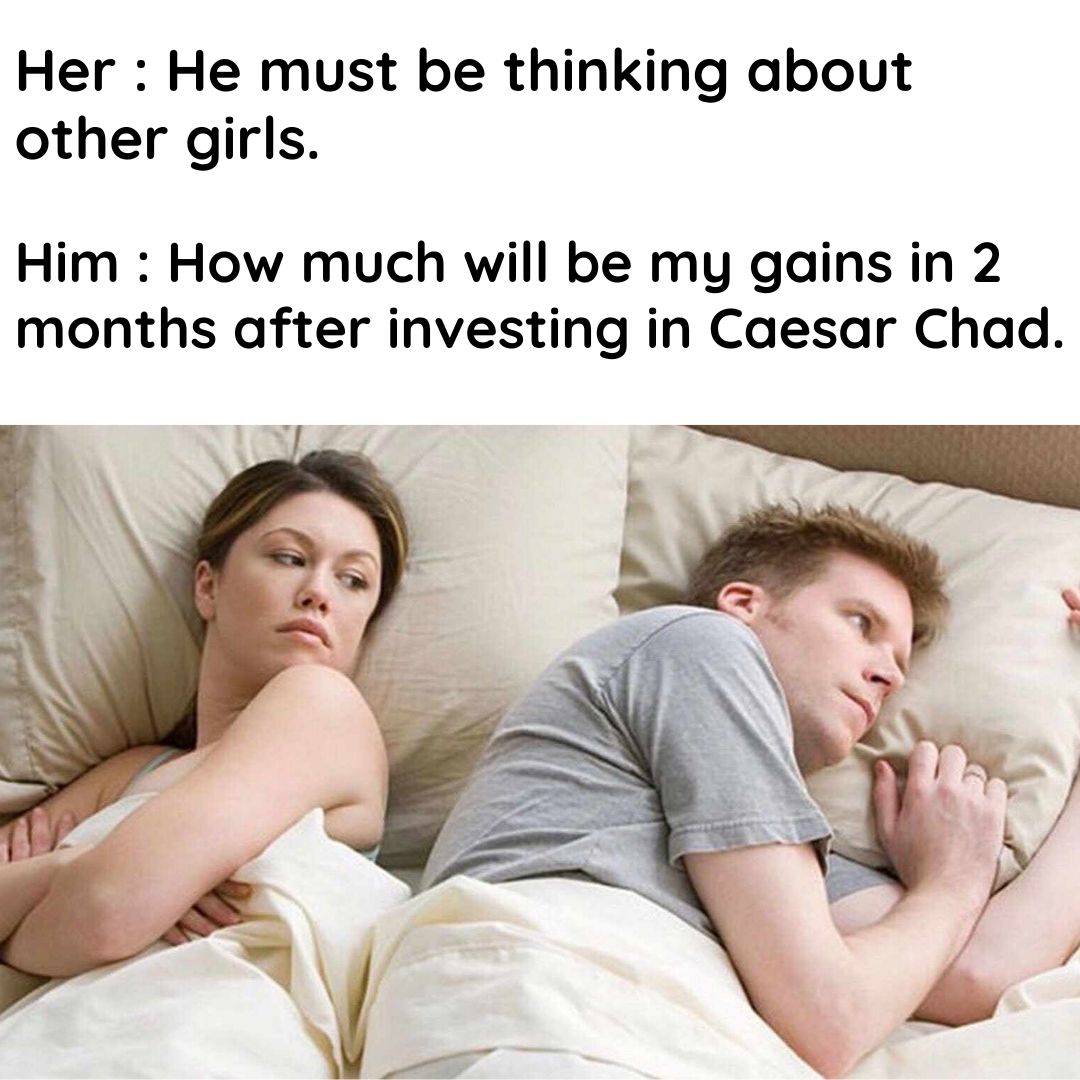 Her : He must be thinking about
other girls.
Him : How much will be my gains in 2
months after investing in Caesar Chad.